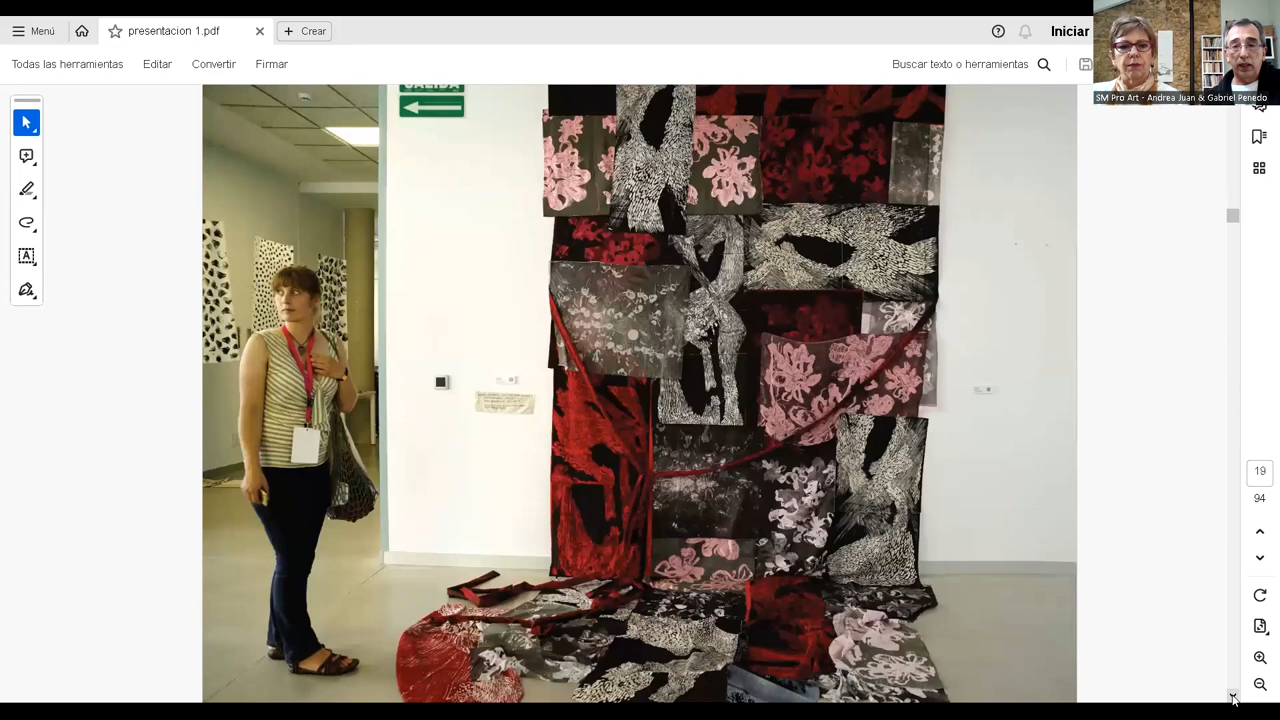 Menú
presentacion 1.pdf
Crear
Iniciar
Todas las herramientas
Editar
Convertir
Firmar
Buscar texto o herramientas
SM Pro Art - Andrea Juan & Gabriel Penedo
SALIDA
19
94